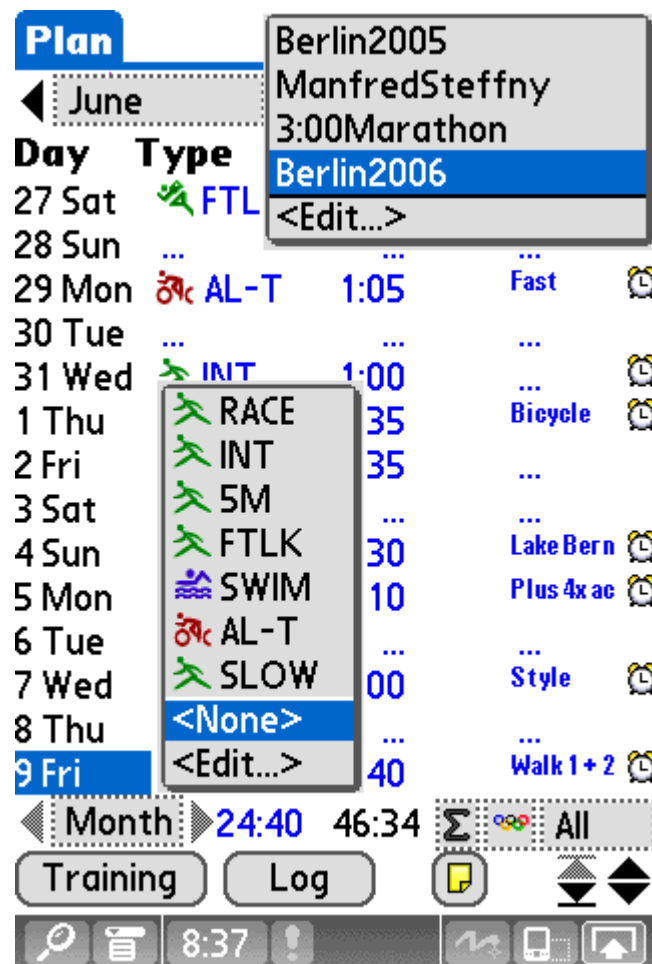 Plan
Berlin2005
ManfredSteffny
3:00Marathon
Berlin2006
<Edit...>
June
Day Type
27 Sat FTL
28 Sun ... ... ...
29 Mon AL-T 1:05 Fast
30 Tue ... ... ...
31 Wed INT 1:00 ...
1 Thu 35 Bicycle
2 Fri 35 ...
3 Sat ... ...
4 Sun 30 Lake Bern
5 Mon 10 Plus 4x ac
6 Tue ... ...
7 Wed 00 Style
8 Thu ... ...
9 Fri 40 Walk 1 + 2
RACE
INT
5M
FTLK
SWIM
AL-T
SLOW
<None>
<Edit...>
Month 24:40 46:34 Σ All
Training Log
8:37 !